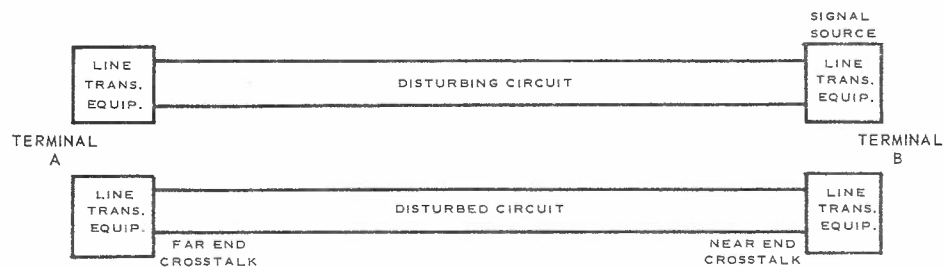 SIGNAL
SOURCE
LINE
TRANS.
EQUIP.
DISTURBING CIRCUIT
LINE
TRANS.
EQUIP.
TERMINAL
A
TERMINAL
B
LINE
TRANS.
EQUIP.
DISTURBED CIRCUIT
LINE
TRANS.
EQUIP.
FAR END
CROSSTALK
NEAR END
CROSSTALK